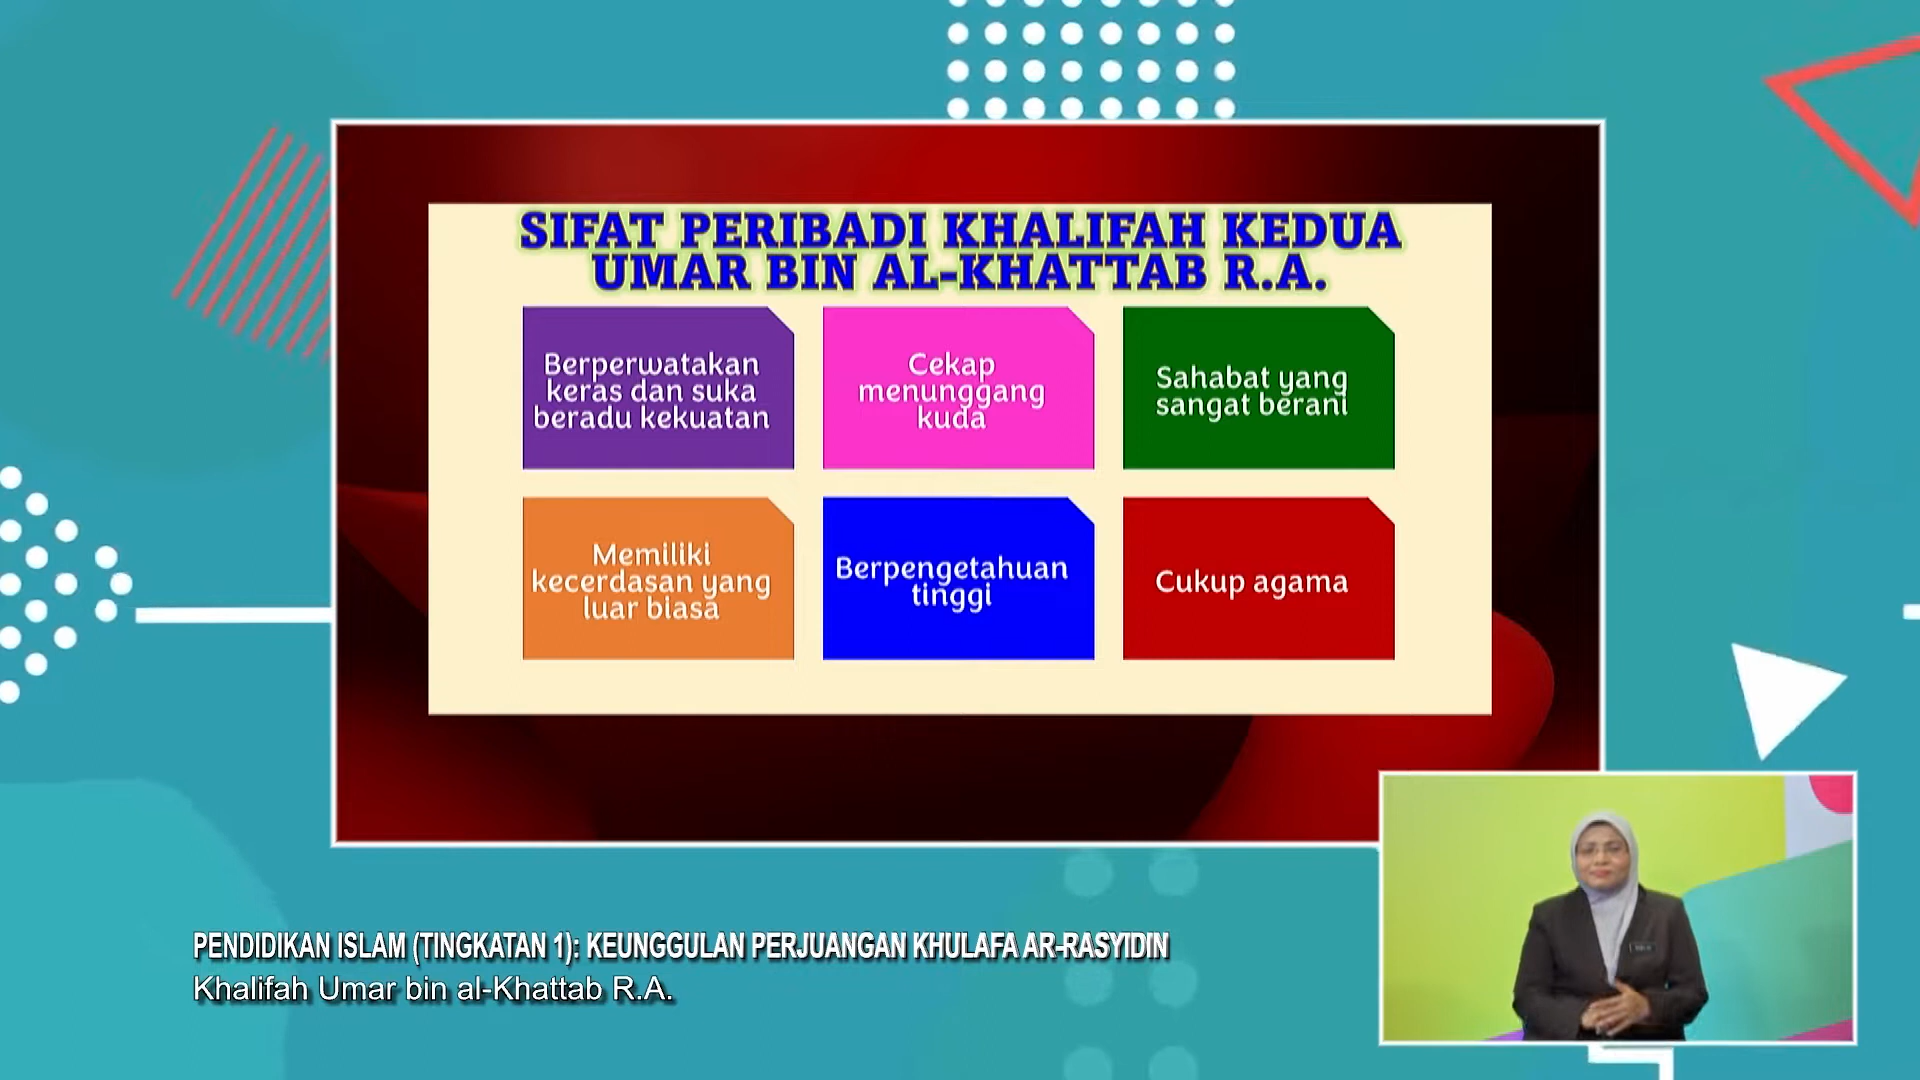 SIFAT PERIBADI KHALIFAH KEDUA
UMAR BIN AL-KHATTAB R.A.
Berperwatakan
keras dan suka
beradu kekuatan
Cekap
menunggang
kuda
Sahabat yang
sangat berani
Memiliki
kecerdasan yang
luar biasa
Berpengetahuan
tinggi
Cukup agama
PENDIDIKAN ISLAM (TINGKATAN 1): KEUNGGULAN PERJUANGAN KHULAFA AR-RASYIDIN
Khalifah Umar bin al-Khattab R.A.